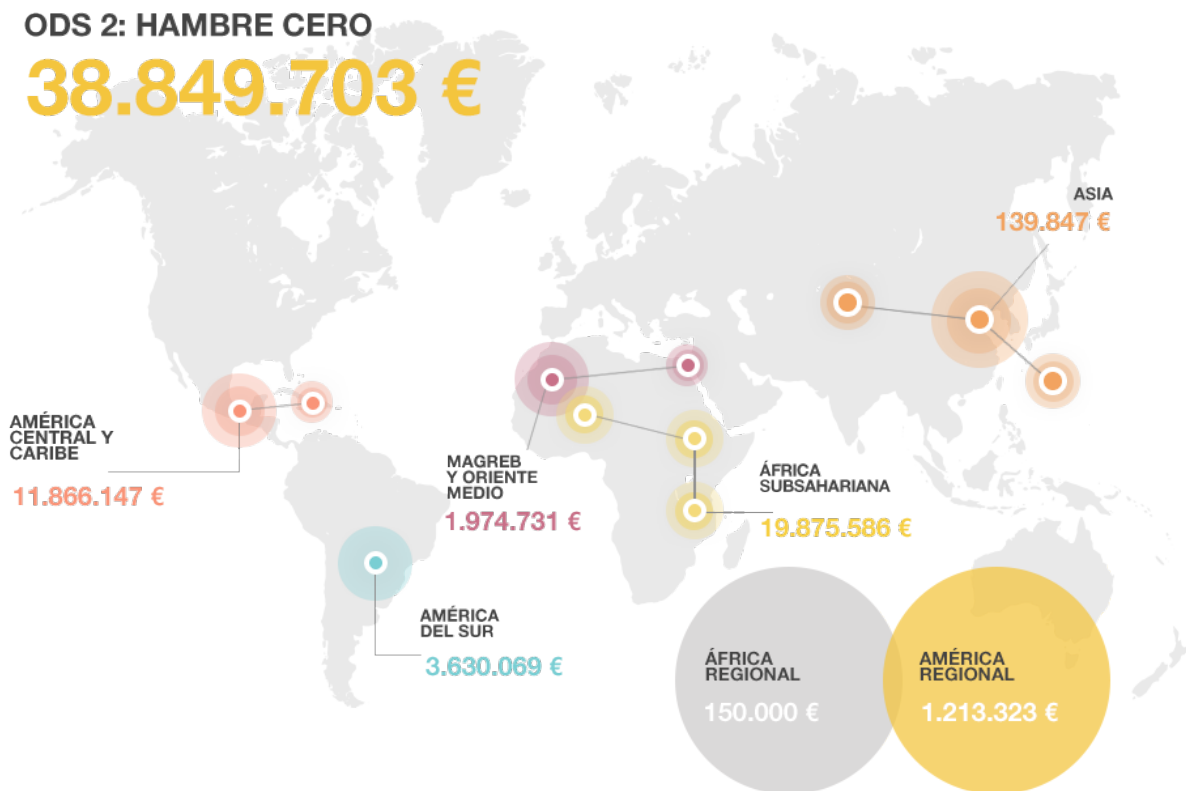 ODS 2: HAMBRE CERO
38.849.703 €
ASIA
139.847 €
AMÉRICA
CENTRAL Y
CARIBE
11.866.147 €
MAGREB
Y ORIENTE
MEDIO
1.974.731 €
ÁFRICA
SUBSAHARIANA
19.875.586 €
AMÉRICA
DEL SUR
3.630.069 €
ÁFRICA
REGIONAL
150.000 €
AMÉRICA
REGIONAL
1.213.323 €